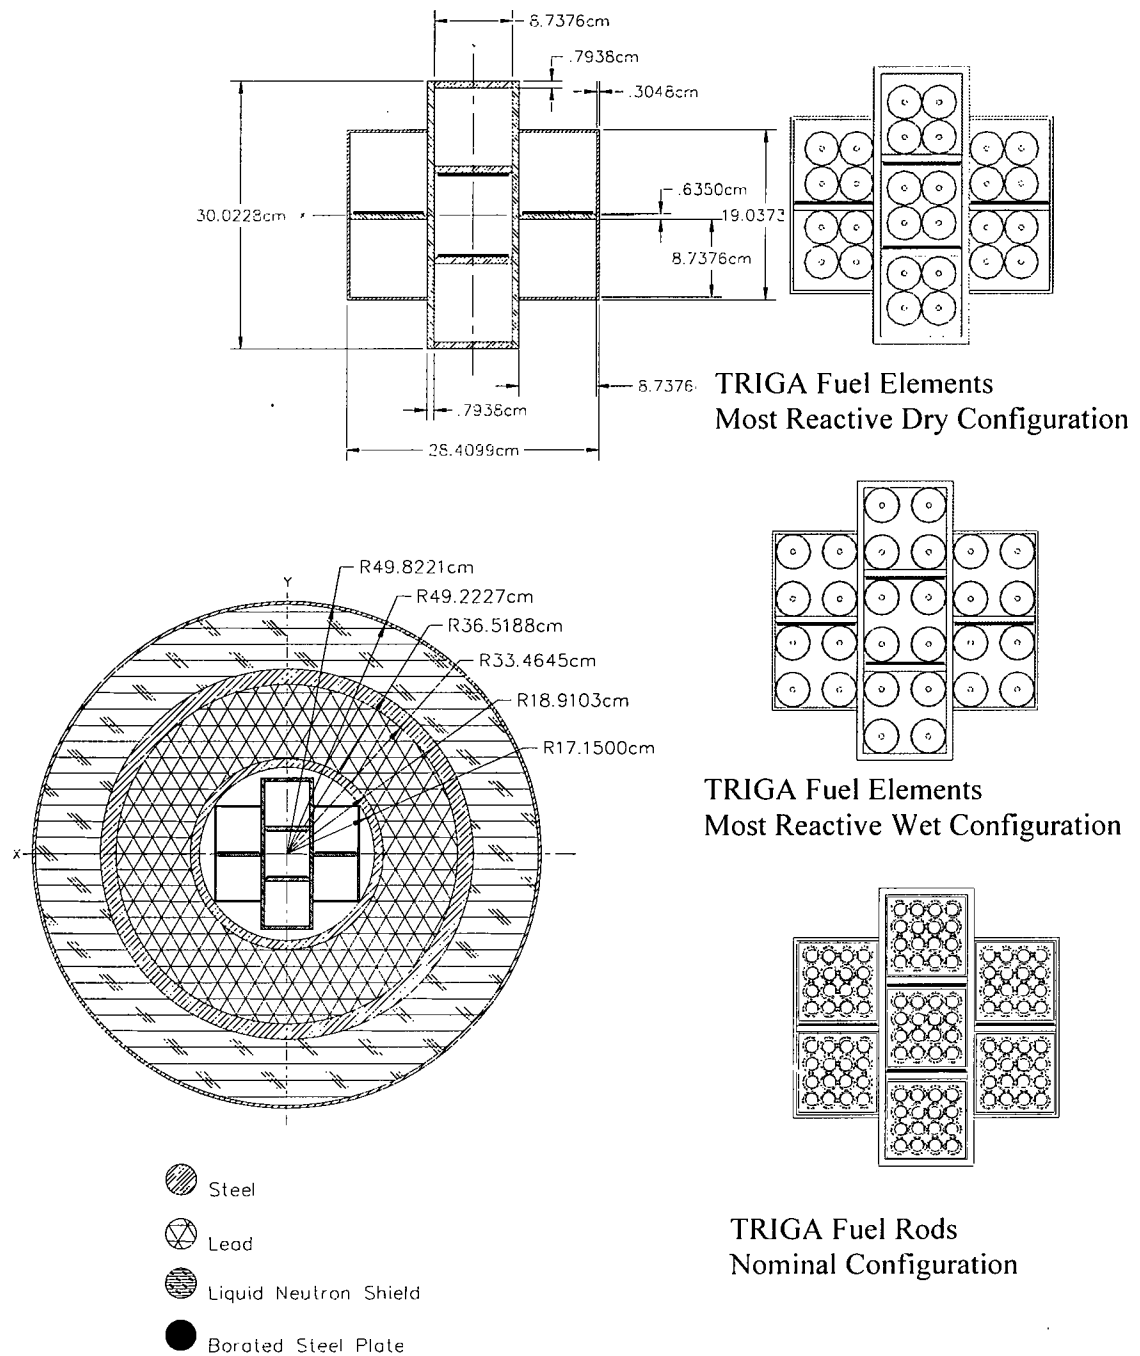 8.7376cm
.7938cm
.3048cm
.6350cm
30.0228cm
19.0373
8.7376cm
8.7376
.7938cm
28.4099cm
TRIGA Fuel Elements
Most Reactive Dry Configuration
R49.8221cm
Y
R49.2227cm
R36.5188cm
R33.4645cm
R18.9103cm
R17.1500cm
X
TRIGA Fuel Elements
Most Reactive Wet Configuration
TRIGA Fuel Rods
Nominal Configuration
Steel
Lead
Liquid Neutron Shield
Borated Steel Plate